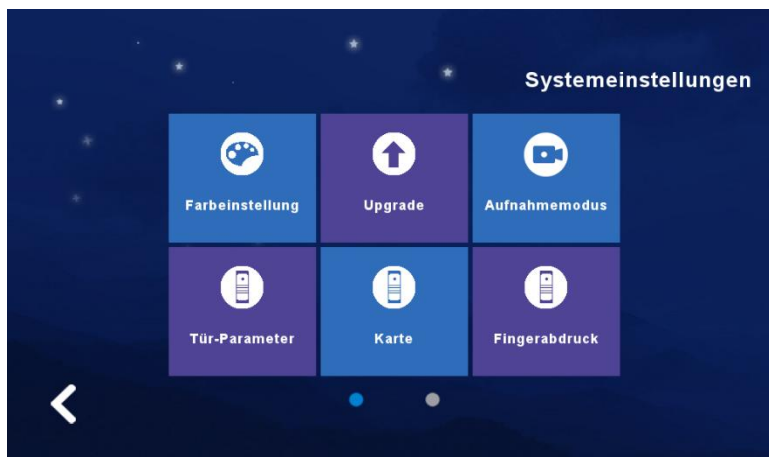 Systemeinstellungen
Farbeinstellung
Upgrade
Aufnahmemodus
Tür-Parameter
Karte
Fingerabdruck